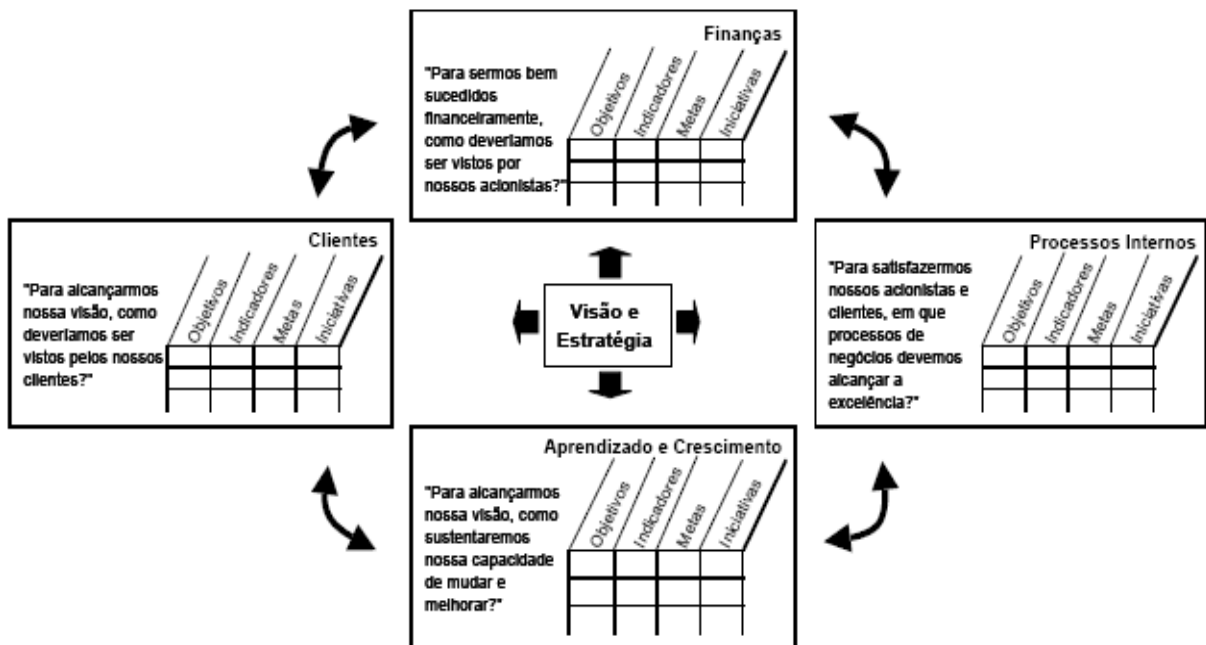 Finanças
"Para sermos bem
sucedidos
financeiramente,
como deveríamos
ser vistos por
nossos acionistas?"
Objetivos
Indicadores
Metas
Iniciativas
Clientes
"Para alcançarmos
nossa visão, como
deveríamos ser
vistos pelos nossos
clientes?"
Objetivos
Indicadores
Metas
Iniciativas
Visão e
Estratégia
Processos Internos
"Para satisfazermos
nossos acionistas e
clientes, em que
processos de
negócios devemos
alcançar a
excelência?"
Objetivos
Indicadores
Metas
Iniciativas
Aprendizado e Crescimento
"Para alcançarmos
nossa visão, como
sustentaremos
nossa capacidade
de mudar e
melhorar?"
Objetivos
Indicadores
Metas
Iniciativas